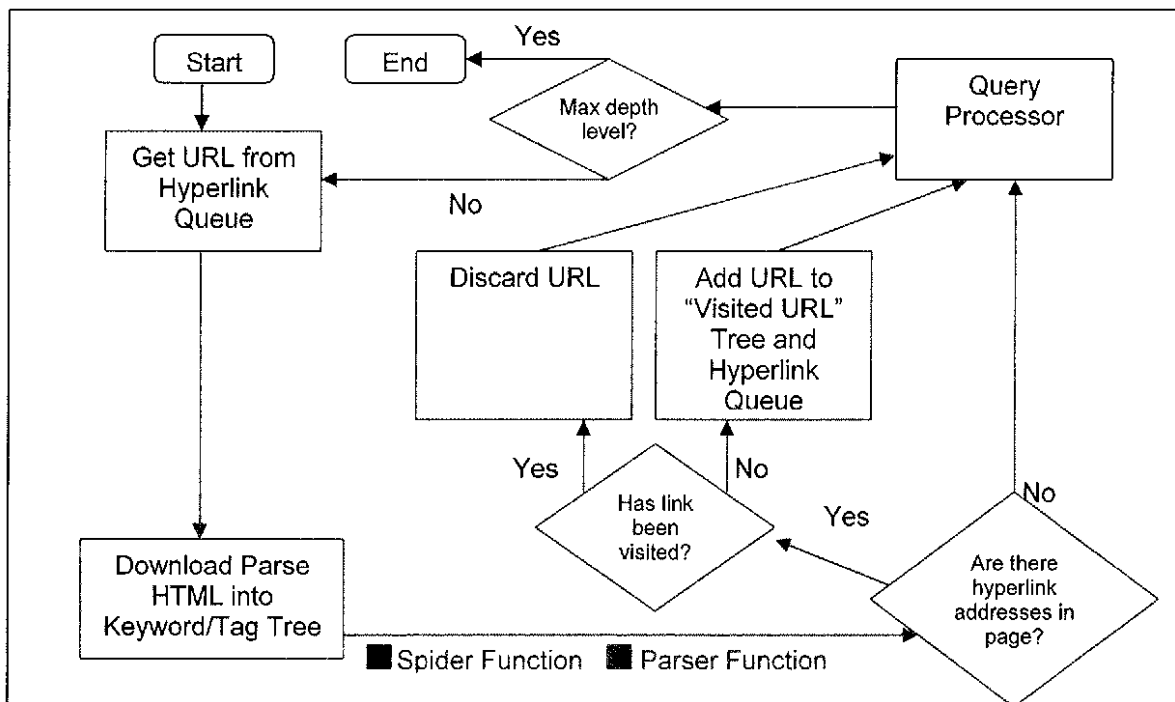 Start
End
Yes
Max depth
level?
Query
Processor
Get URL from
Hyperlink
Queue
No
Discard URL
Add URL to
“Visited URL”
Tree and
Hyperlink
Queue
Yes
No
Has link
been
visited?
Yes
No
Are there
hyperlink
addresses in
page?
Download Parse
HTML into
Keyword/Tag Tree
Spider Function
Parser Function